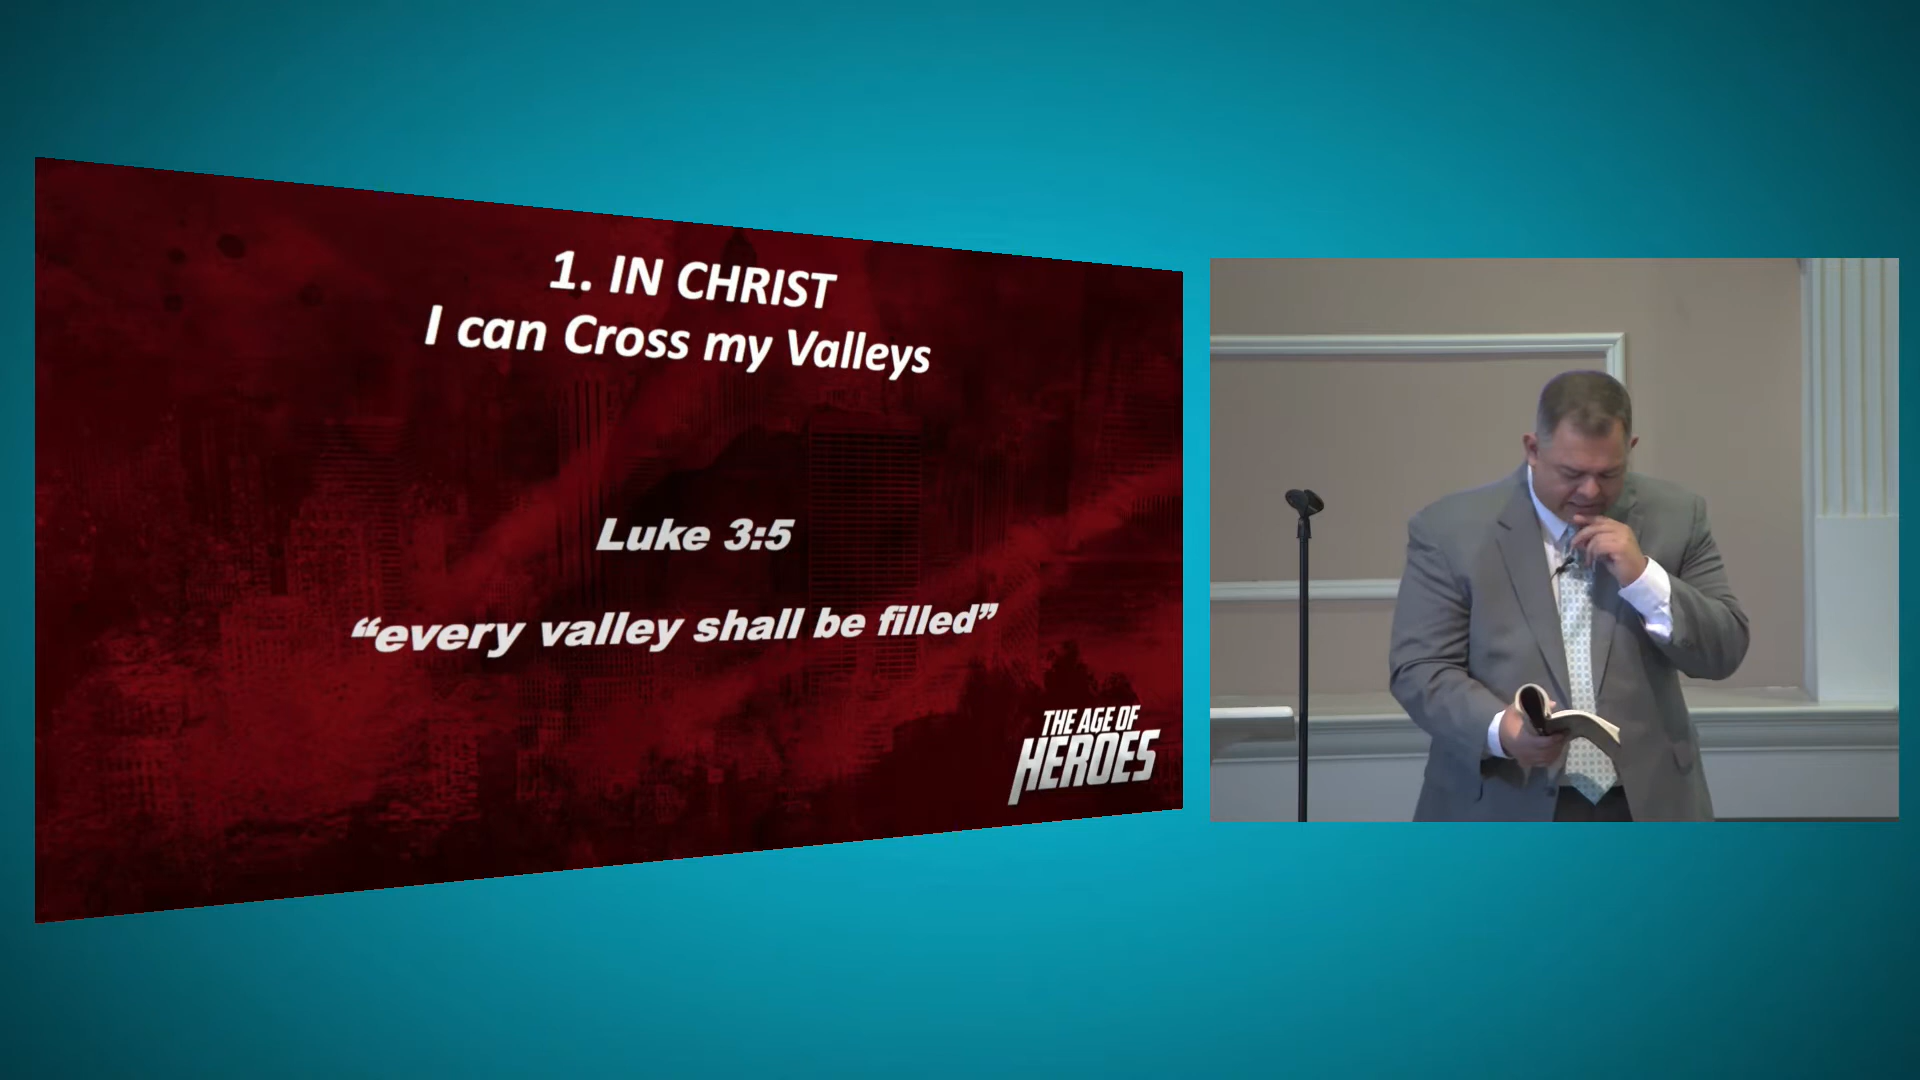 1. IN CHRIST
I can Cross my Valleys
Luke 3:5
“every valley shall be filled”
THE AGE OF
HEROES